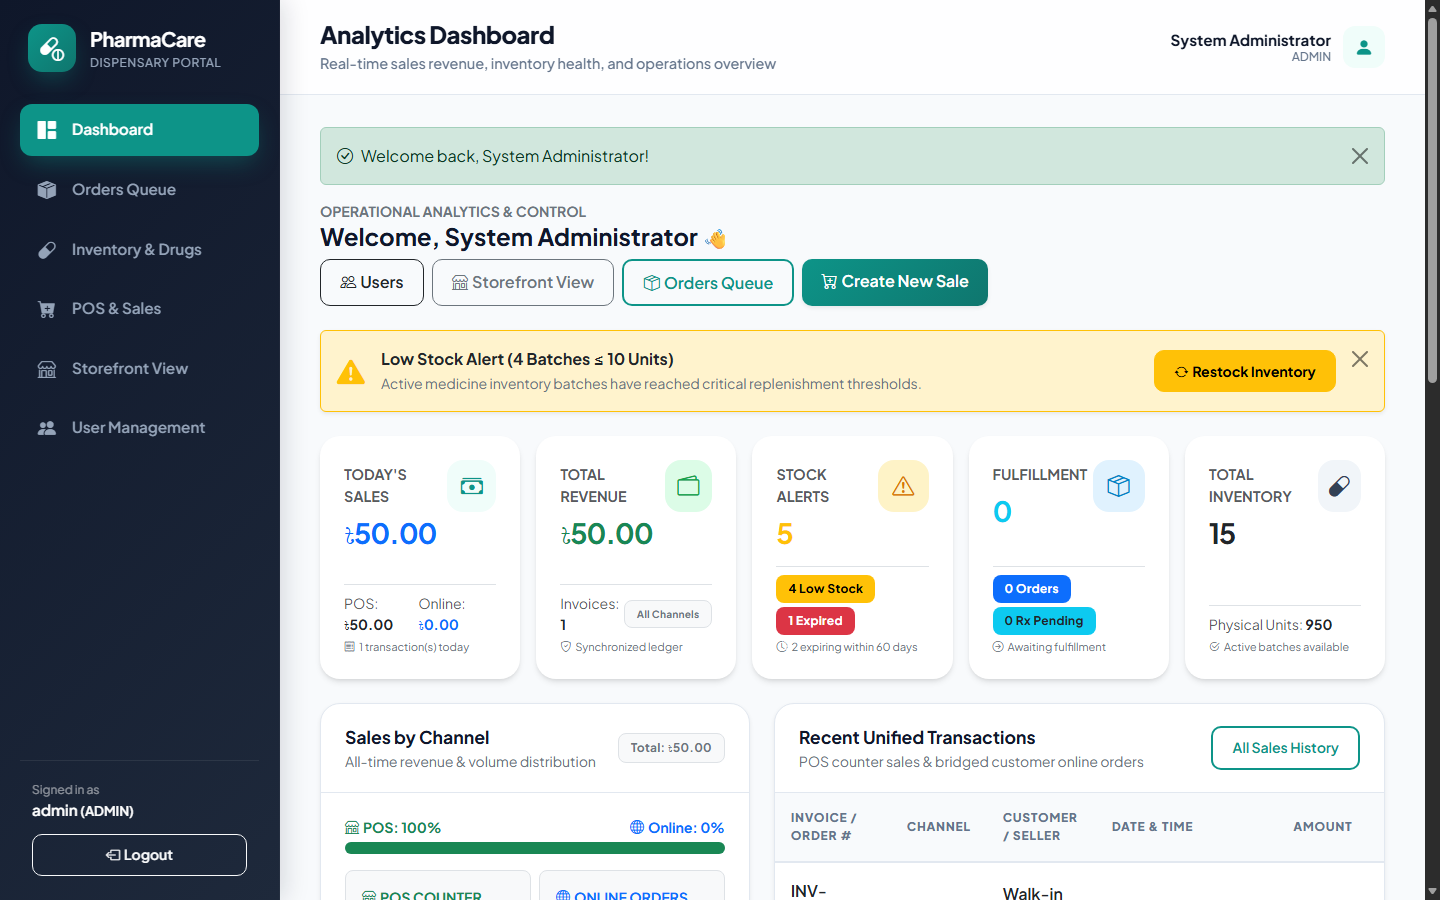 PharmaCare
DISPENSARY PORTAL
Dashboard
Orders Queue
Inventory & Drugs
POS & Sales
Storefront View
User Management
Signed in as
admin (ADMIN)
Logout
Analytics Dashboard
Real-time sales revenue, inventory health, and operations overview
System Administrator
ADMIN
Welcome back, System Administrator!
OPERATIONAL ANALYTICS & CONTROL
Welcome, System Administrator 👋
Users
Storefront View
Orders Queue
Create New Sale
Low Stock Alert (4 Batches ≤ 10 Units)
Active medicine inventory batches have reached critical replenishment thresholds.
Restock Inventory
TODAY'S
SALES
৳50.00
POS:
৳50.00
Online:
৳0.00
1 transaction(s) today
TOTAL
REVENUE
৳50.00
Invoices:
1
All Channels
Synchronized ledger
STOCK
ALERTS
5
4 Low Stock
1 Expired
2 expiring within 60 days
FULFILLMENT
0
0 Orders
0 Rx Pending
Awaiting fulfillment
TOTAL
INVENTORY
15
Physical Units: 950
Active batches available
Sales by Channel
All-time revenue & volume distribution
Total: ৳50.00
POS: 100%
Online: 0%
POS COUNTER
ONLINE ORDERS
Recent Unified Transactions
POS counter sales & bridged customer online orders
All Sales History
INVOICE /
ORDER #
CHANNEL
CUSTOMER
/ SELLER
DATE & TIME
AMOUNT
INV-
Walk-in